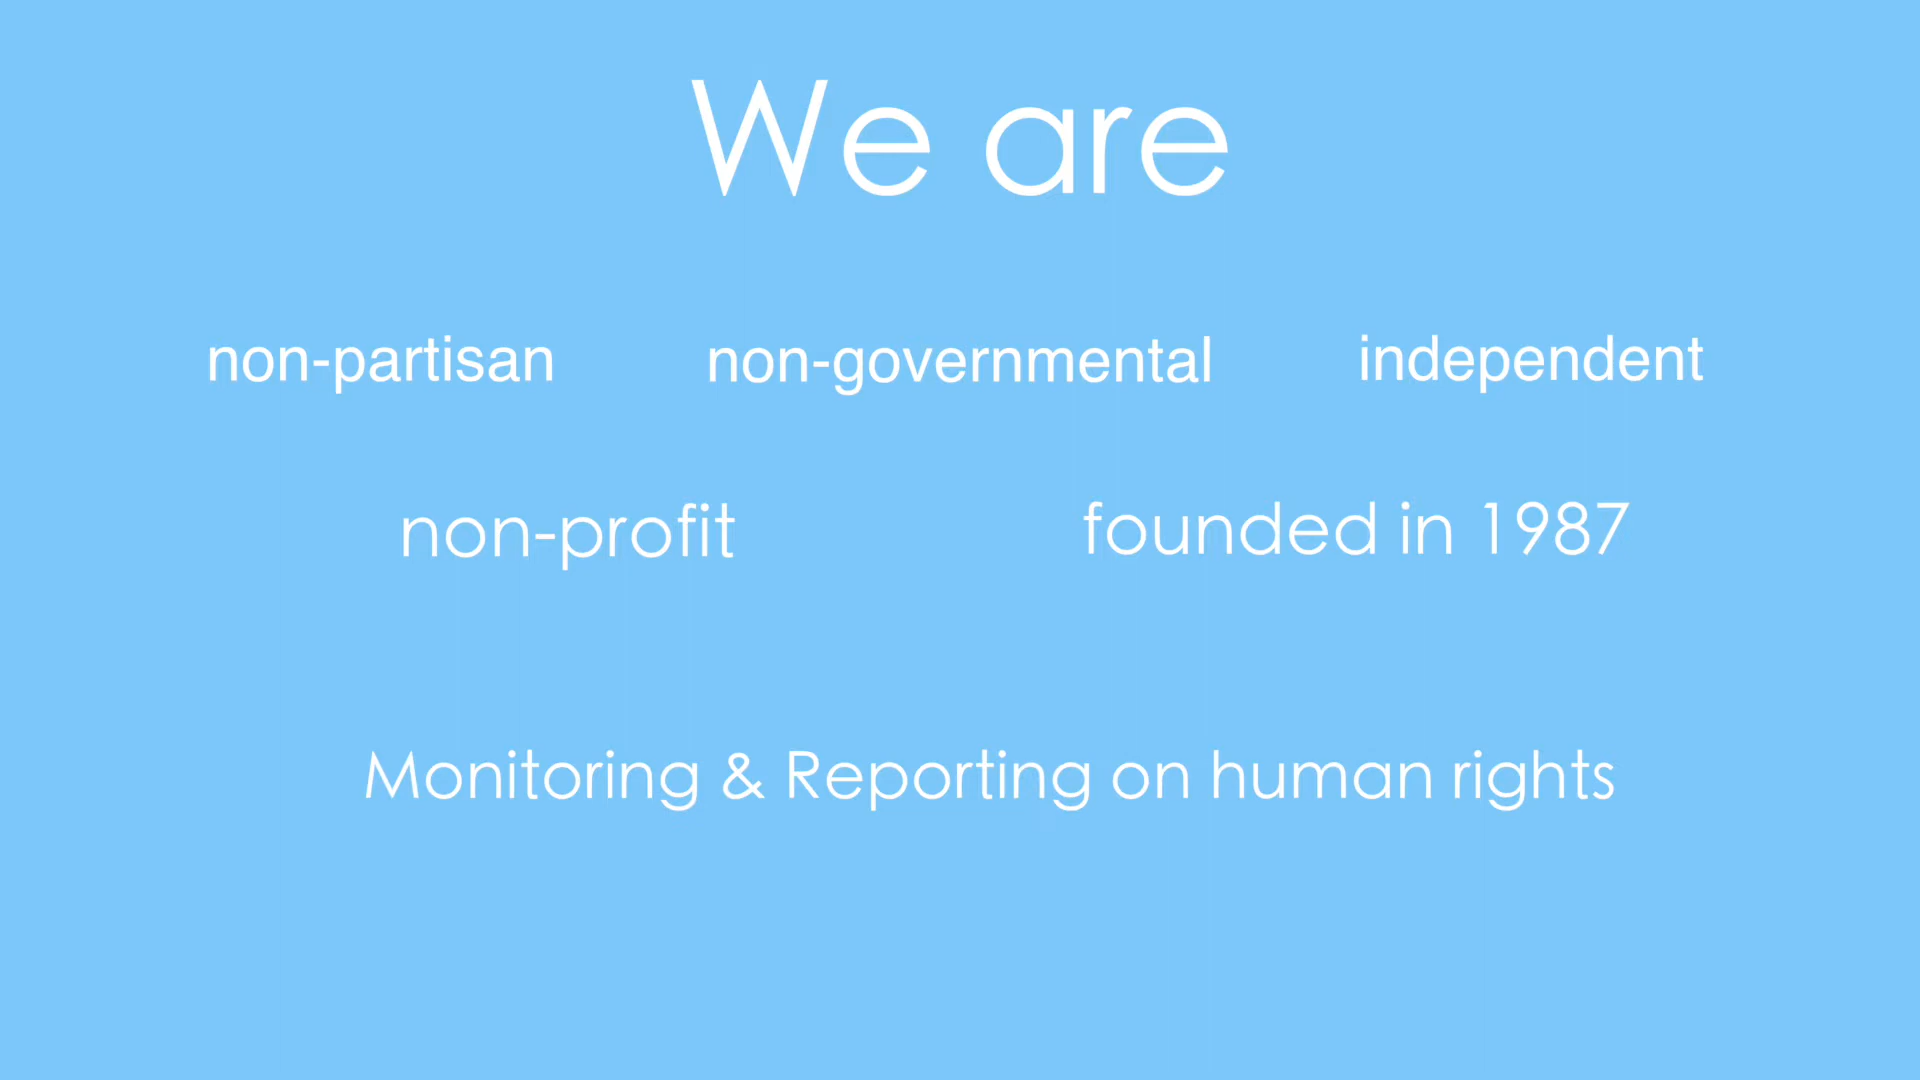 We are
non-partisan non-governmental independent
non-profit founded in 1987
Monitoring & Reporting on human rights